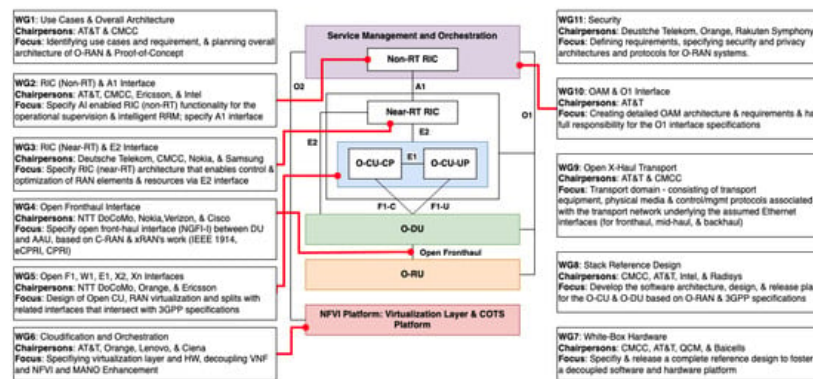 WG1: Use Cases & Overall Architecture
Chairpersons: AT&T & CMCC
Focus: Identifying use cases and requirement, & planning overall
architecture of O-RAN & Proof-of-Concept
WG2: RIC (Non-RT) & A1 Interface
Chairpersons: AT&T, CMCC, Ericsson, & Intel
Focus: Specify AI enabled RIC (non-RT) functionality for the
operational supervision & intelligent RRM; specify A1 interface
WG3: RIC (Near-RT) & E2 Interface
Chairpersons: Deutsche Telekom, CMCC, Nokia, & Samsung
Focus: Specify RIC (near-RT) architecture that enables control &
optimization of RAN elements & resources via E2 interface
WG4: Open Fronthaul Interface
Chairpersons: NTT DoCoMo, Nokia,Verizon, & Cisco
Focus: Specify open front-haul interface (NGFI-I) between DU
and AAU, based on C-RAN & xRAN's work (IEEE 1914,
eCPRI, CPRI)
WG5: Open F1, W1, E1, X2, Xn Interfaces
Chairpersons: NTT DoCoMo, Orange, & Ericsson
Focus: Design of Open CU, RAN virtualization and splits with
related interfaces that intersect with 3GPP specifications
WG6: Cloudification and Orchestration
Chairpersons: AT&T, Orange, Lenovo, & Ciena
Focus: Specifiying virtualization layer and HW, decoupling VNF
and NFVI and MANO Enhancement
Service Management and Orchestration
Non-RT RIC
O2
A1
O1
Near-RT RIC
E2
E2
O-CU-CP
E1
O-CU-UP
F1-C
F1-U
O-DU
Open Fronthaul
O-RU
NFVI Platform: Virtualization Layer & COTS
Platform
WG11: Security
Chairpersons: Deustche Telekom, Orange, Rakuten Symphony
Focus: Defining requirements, specifying security and privacy
architectures and protocols for O-RAN systems.
WG10: OAM & O1 Interface
Chairpersons: AT&T
Focus: Creating detailed OAM architecture & requirements & ha
full responsibility for the O1 interface specifications
WG9: Open X-Haul Transport
Chairpersons: AT&T & CMCC
Focus: Transport domain - consisting of transport
equipment, physical media & control/mgmt protocols associated
with the transport network underlying the assumed Ethernet
interfaces (for fronthaul, mid-haul, & backhaul)
WG8: Stack Reference Design
Chairpersons: CMCC, AT&T, Intel, & Radisys
Focus: Develop the software architecture, design, & release pla
for the O-CU & O-DU based on O-RAN & 3GPP specifications
WG7: White-Box Hardware
Chairpersons: CMCC, AT&T, QCM, & Baicells
Focus: Specifiy & release a complete reference design to foster
a decoupled software and hardware platform